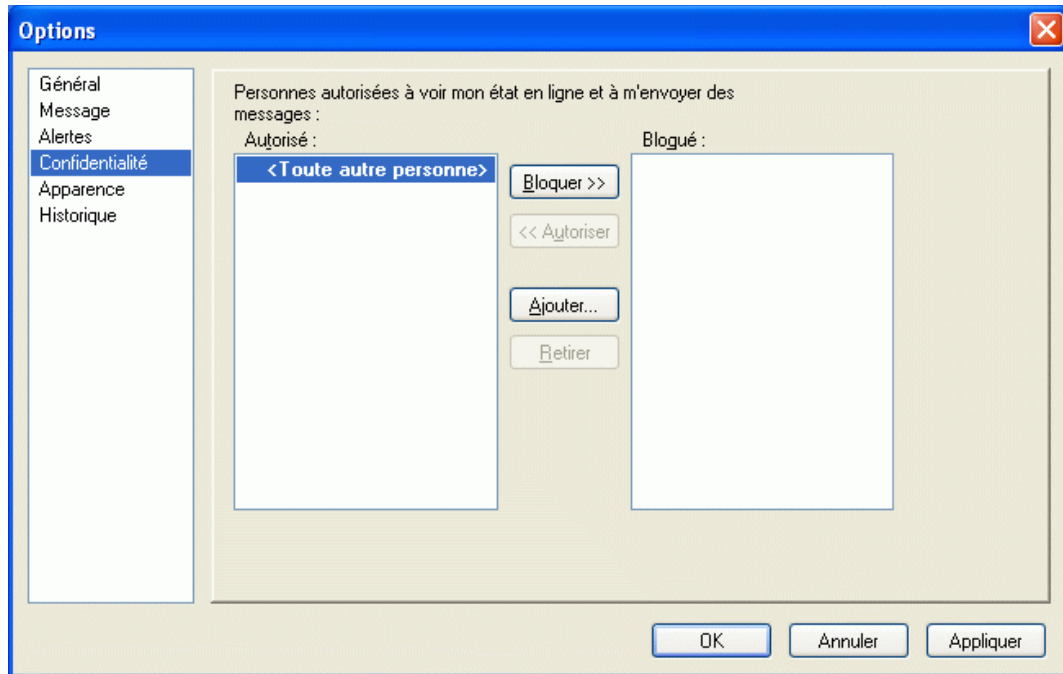 Options
Général
Message
Alertes
Confidentialité
Apparence
Historique
Personnes autorisées à voir mon état en ligne et à m'envoyer des
messages :
Autorisé :
<Toute autre personne>
Bloquer >>
<< Autoriser
Ajouter...
Retirer
Bloqué :
OK
Annuler
Appliquer